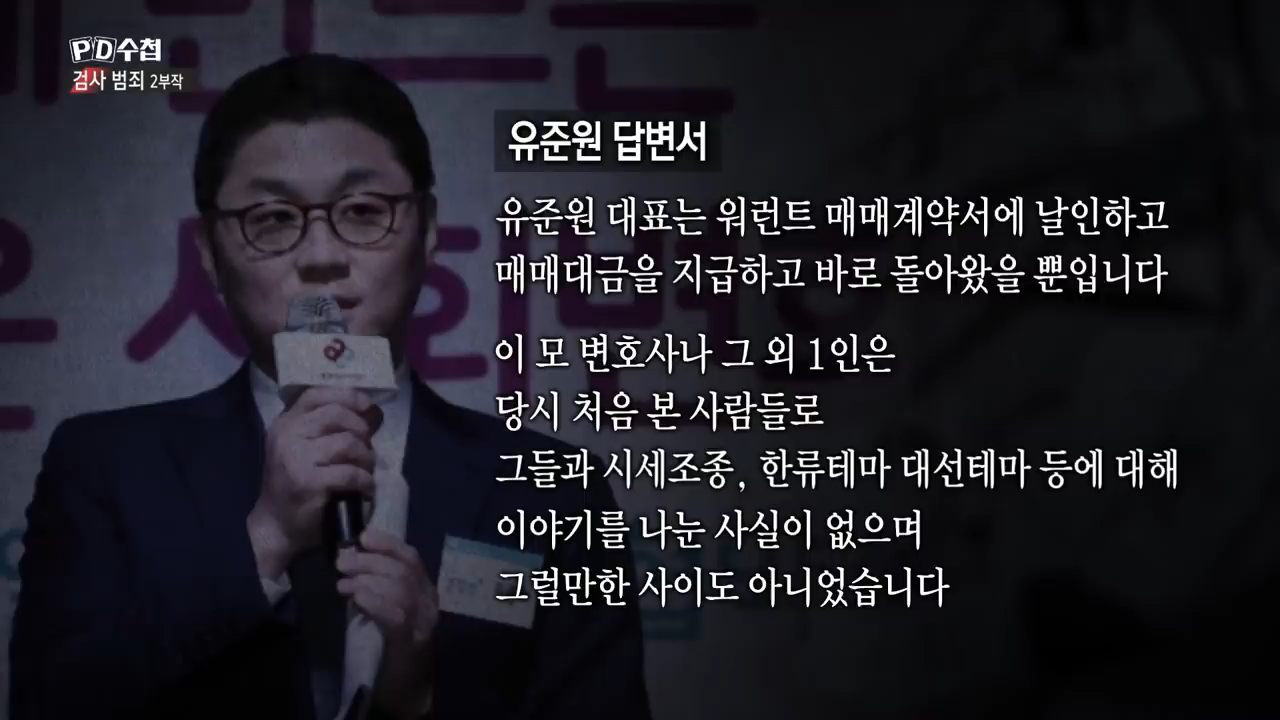 PD수첩
검사 범죄 2부작
유준원 답변서
유준원 대표는 워런트 매매계약서에 날인하고
매매대금을 지급하고 바로 돌아왔을 뿐입니다
이 모 변호사나 그 외 1인은
당시 처음 본 사람들로
그들과 시세조종, 한류테마 대선테마 등에 대해
이야기를 나눈 사실이 없으며
그럴만한 사이도 아니었습니다